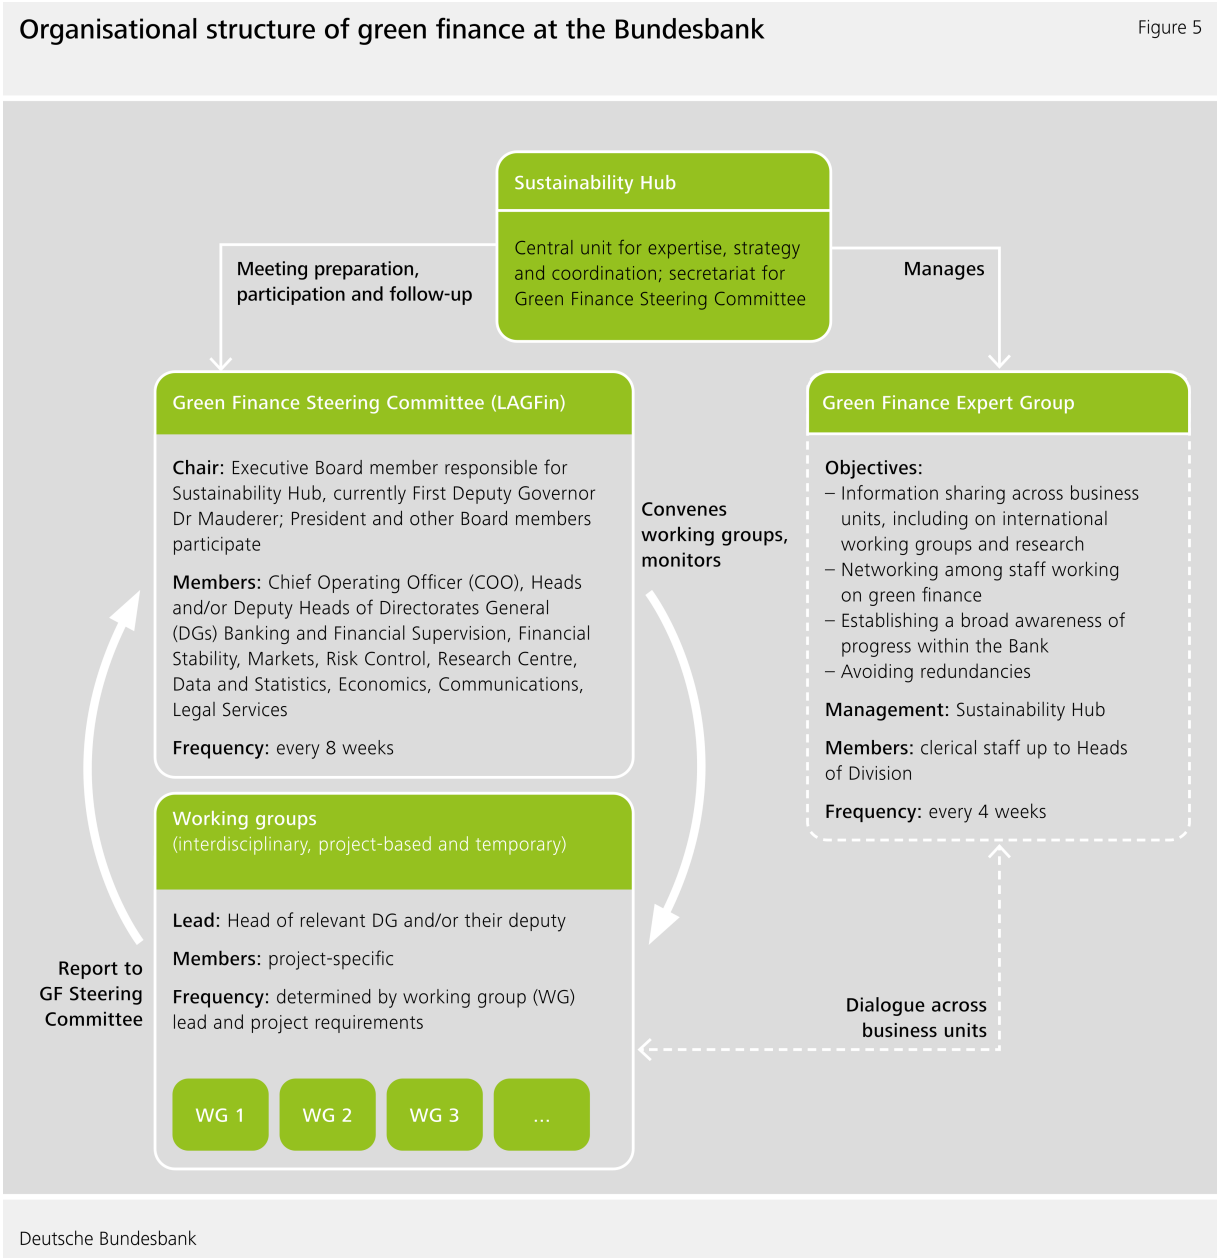 Organisational structure of green finance at the Bundesbank
Figure 5
Sustainability Hub
Central unit for expertise, strategy
and coordination; secretariat for
Green Finance Steering Committee
Meeting preparation,
participation and follow-up
Manages
Green Finance Steering Committee (LAGFin)
Chair: Executive Board member responsible for
Sustainability Hub, currently First Deputy Governor
Dr Mauderer; President and other Board members
participate
Members: Chief Operating Officer (COO), Heads
and/or Deputy Heads of Directorates General
(DGs) Banking and Financial Supervision, Financial
Stability, Markets, Risk Control, Research Centre,
Data and Statistics, Economics, Communications,
Legal Services
Frequency: every 8 weeks
Convenes
working groups,
monitors
Green Finance Expert Group
Objectives:
– Information sharing across business
units, including on international
working groups and research
– Networking among staff working
on green finance
– Establishing a broad awareness of
progress within the Bank
– Avoiding redundancies
Management: Sustainability Hub
Members: clerical staff up to Heads
of Division
Frequency: every 4 weeks
Working groups
(interdisciplinary, project-based and temporary)
Lead: Head of relevant DG and/or their deputy
Members: project-specific
Frequency: determined by working group (WG)
lead and project requirements
WG 1
WG 2
WG 3
...
Report to
GF Steering
Committee
Dialogue across
business units
Deutsche Bundesbank